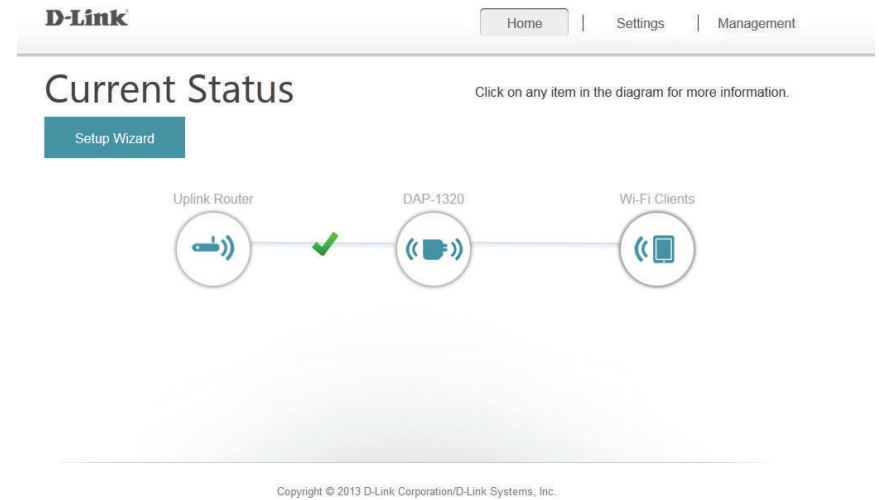 D-Link
Home | Settings | Management
Current Status
Click on any item in the diagram for more information.
Setup Wizard
Uplink Router DAP-1320 Wi-Fi Clients
Copyright © 2013 D-Link Corporation/D-Link Systems, Inc.